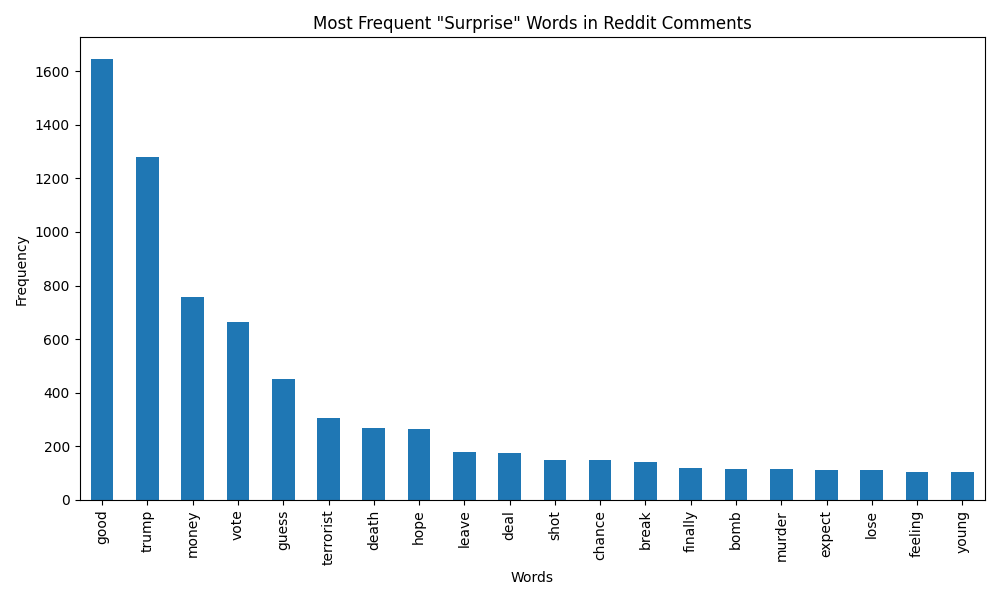 Most Frequent "Surprise" Words in Reddit Comments
Frequency
1600
1400
1200
1000
800
600
400
200
0
good
trump
money
vote
guess
terrorist
death
hope
leave
deal
shot
chance
break
finally
bomb
murder
expect
lose
feeling
young
Words